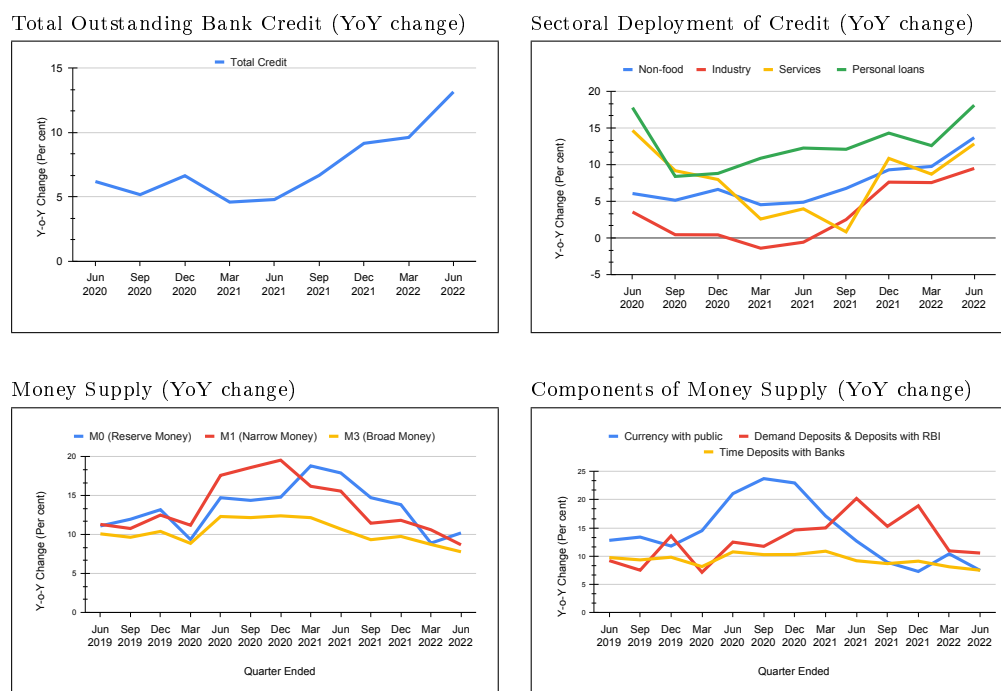 Total Outstanding Bank Credit (YoY change)
Total Credit
Y-o-Y Change (Per cent)
15
10
5
0
Jun 2020
Sep 2020
Dec 2020
Mar 2021
Jun 2021
Sep 2021
Dec 2021
Mar 2022
Jun 2022
Sectoral Deployment of Credit (YoY change)
Non-food Industry Services Personal loans
Y-o-Y Change (Per cent)
20
15
10
5
0
-5
Jun 2020
Sep 2020
Dec 2020
Mar 2021
Jun 2021
Sep 2021
Dec 2021
Mar 2022
Jun 2022
Money Supply (YoY change)
M0 (Reserve Money) M1 (Narrow Money) M3 (Broad Money)
Y-o-Y Change (Per cent)
20
15
10
5
0
Jun 2019
Sep 2019
Dec 2019
Mar 2020
Jun 2020
Sep 2020
Dec 2020
Mar 2021
Jun 2021
Sep 2021
Dec 2021
Mar 2022
Jun 2022
Quarter Ended
Components of Money Supply (YoY change)
Currency with public Demand Deposits & Deposits with RBI
Time Deposits with Banks
Y-o-Y Change (Per cent)
25
20
15
10
5
0
Jun 2019
Sep 2019
Dec 2019
Mar 2020
Jun 2020
Sep 2020
Dec 2020
Mar 2021
Jun 2021
Sep 2021
Dec 2021
Mar 2022
Jun 2022
Quarter Ended